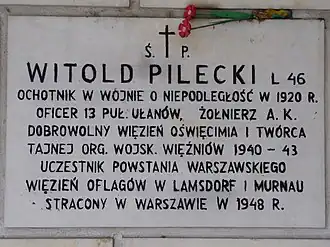 Ś. P.
WITOLD PILECKI L 46
OCHOTNIK W WOJNIE O NIEPODLEGŁOŚĆ W 1920 R.
OFICER 13 PUŁ. UŁANÓW, ŻOŁNIERZ A. K.
DOBROWOLNY WIĘZIEŃ OŚWIĘCIMIA I TWÓRCA
TAJNEJ ORG. WOJSK. WIĘŹNIÓW 1940 - 43
UCZESTNIK POWSTANIA WARSZAWSKIEGO
WIĘZIEŃ OFLAGÓW W LAMSDORF I MURNAU
STRACONY W WARSZAWIE W 1948 R.